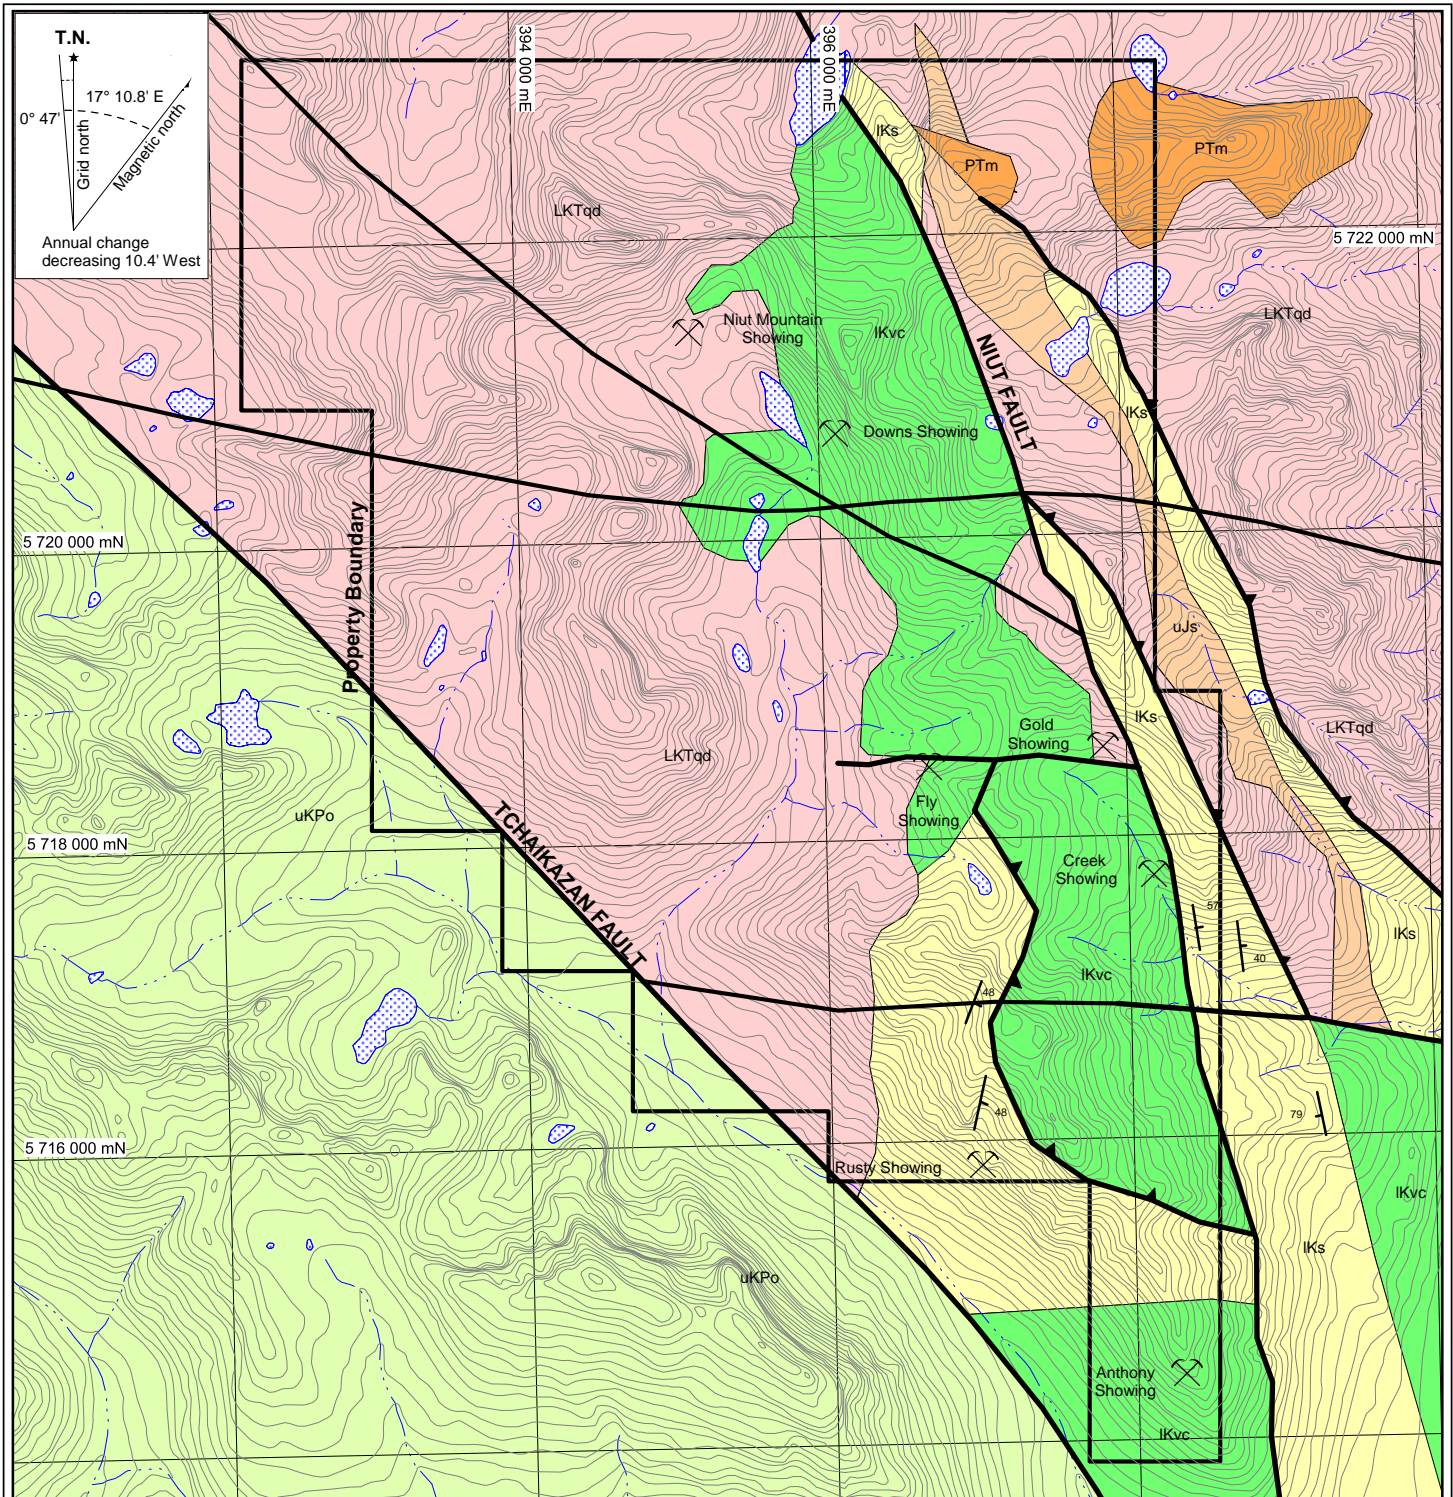 T.N.
17° 10.8' E
0° 47'
Grid north
Magnetic north
Annual change
decreasing 10.4' West
394 000 mE
396 000 mE
lKs
PTm
PTm
LKTqd
5 722 000 mN
LKTqd
Niut Mountain
Showing
lKvc
NIUT FAULT
lKs
Downs Showing
5 720 000 mN
Property Boundary
uJs
lKs
Gold
Showing
LKTqd
LKTqd
uKPo
Fly
Showing
TCHAIKAZAN FAULT
5 718 000 mN
Creek
Showing
57
lKs
40
lKvc
48
48
79
5 716 000 mN
Rusty Showing
lKvc
lKs
uKPo
Anthony
Showing
lKvc